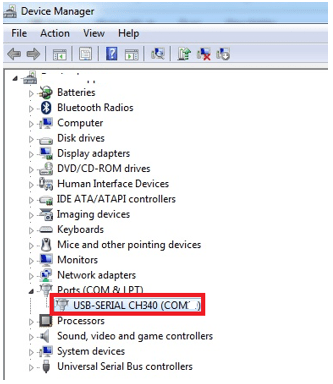 Device Manager
File Action View Help
Batteries
Bluetooth Radios
Computer
Disk drives
Display adapters
DVD/CD-ROM drives
Human Interface Devices
IDE ATA/ATAPI controllers
Imaging devices
Keyboards
Mice and other pointing devices
Monitors
Network adapters
Ports (COM & LPT)
USB-SERIAL CH340 (COM )
Processors
Sound, video and game controllers
System devices
Universal Serial Bus controllers